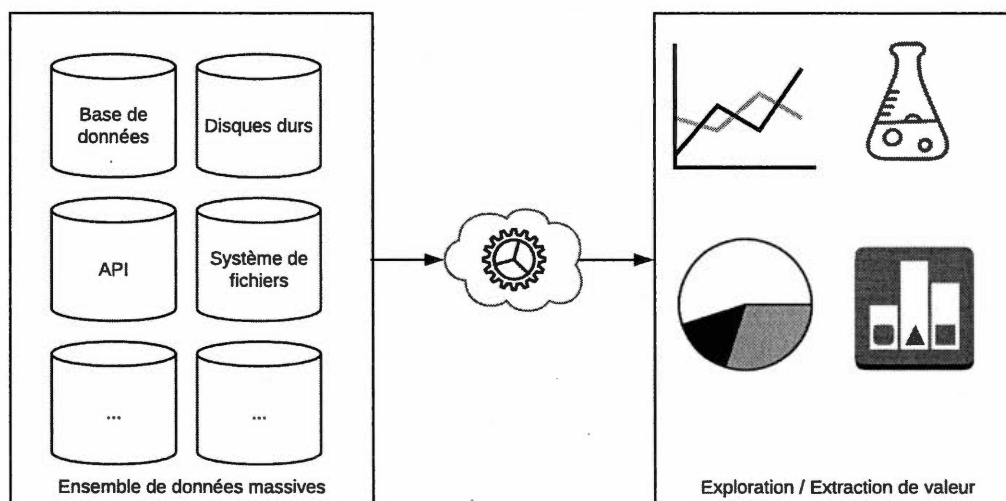 Base de
données
Disques durs
API
Système de
fichiers
...
...
Ensemble de données massives
Exploration / Extraction de valeur